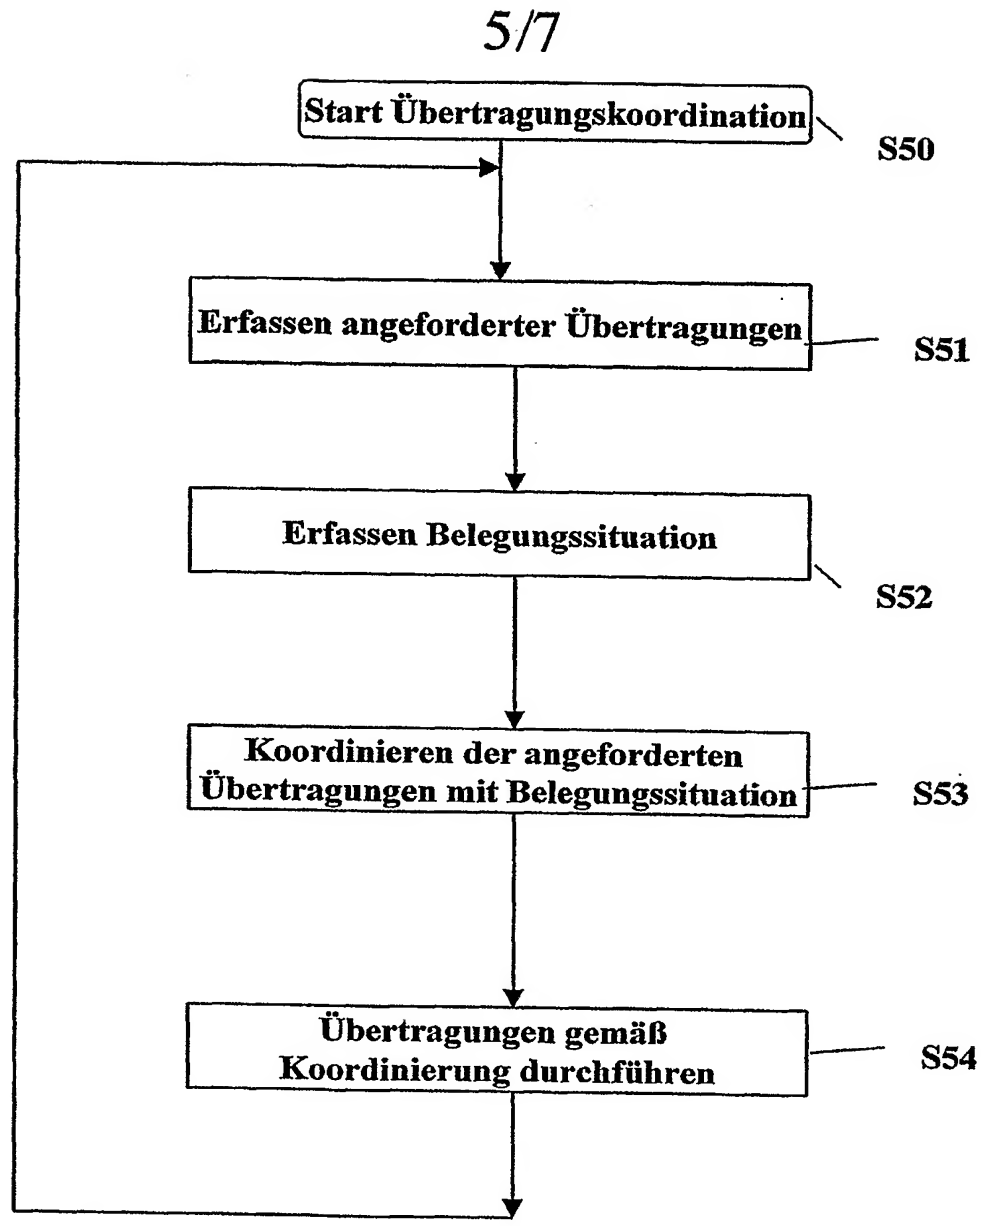 5/7
Start Übertragungskoordination
S50
Erfassen angeforderter Übertragungen
S51
Erfassen Belegungssituation
S52
Koordinieren der angeforderten
Übertragungen mit Belegungssituation
S53
Übertragungen gemäß
Koordinierung durchführen
S54